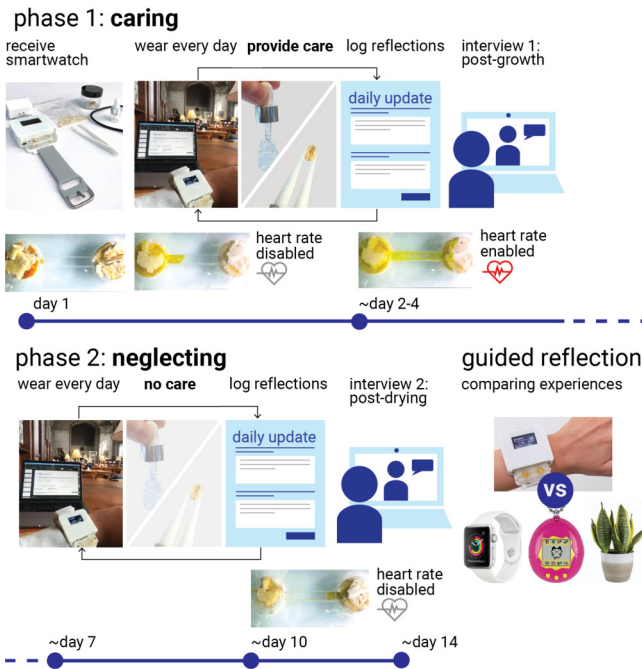 phase 1: caring
receive
smartwatch
wear every day
provide care
log reflections
interview 1:
post-growth
daily update
heart rate
disabled
heart rate
enabled
day 1
~day 2-4
phase 2: neglecting
wear every day
no care
log reflections
interview 2:
post-drying
guided reflection
comparing experiences
daily update
VS
heart rate
disabled
~day 7
~day 10
~day 14